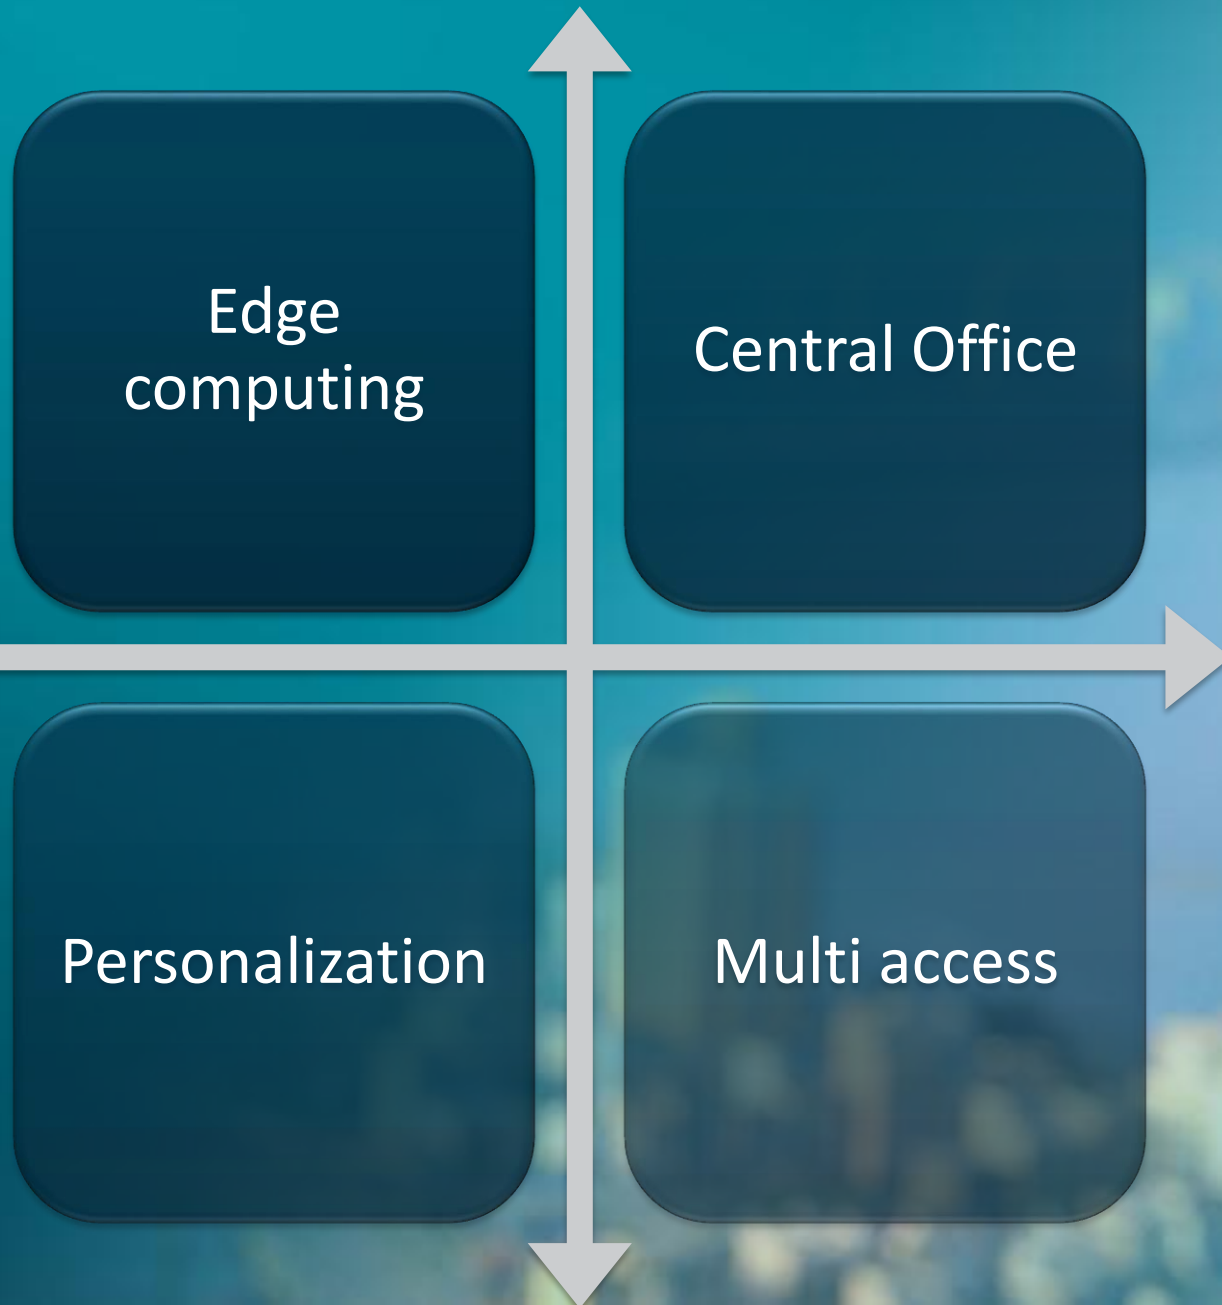 Edge
computing
Central Office
Personalization
Multi access